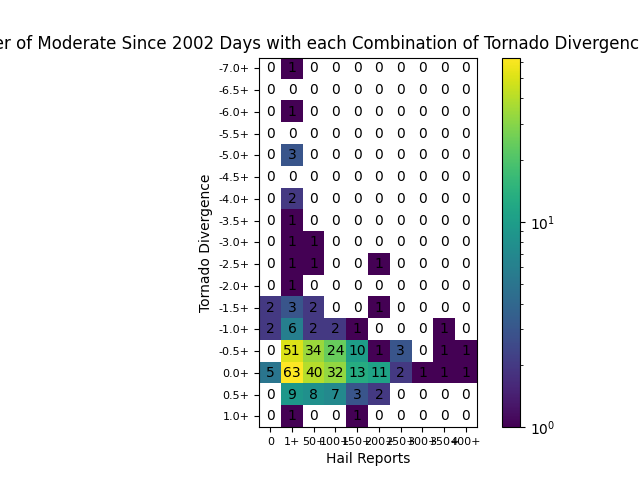 er of Moderate Since 2002 Days with each Combination of Tornado Divergenc
Tornado Divergence
-7.0+ 0 1 0 0 0 0 0 0 0 0
-6.5+ 0 0 0 0 0 0 0 0 0 0
-6.0+ 0 1 0 0 0 0 0 0 0 0
-5.5+ 0 0 0 0 0 0 0 0 0 0
-5.0+ 0 3 0 0 0 0 0 0 0 0
-4.5+ 0 0 0 0 0 0 0 0 0 0
-4.0+ 0 2 0 0 0 0 0 0 0 0
-3.5+ 0 1 0 0 0 0 0 0 0 0
-3.0+ 0 1 1 0 0 0 0 0 0 0
-2.5+ 0 1 1 0 0 1 0 0 0 0
-2.0+ 0 1 0 0 0 0 0 0 0 0
-1.5+ 2 3 2 0 0 1 0 0 0 0
-1.0+ 2 6 2 2 1 0 0 0 1 0
-0.5+ 0 51 34 24 10 1 3 0 1 1
0.0+ 5 63 40 32 13 11 2 1 1 1
0.5+ 0 9 8 7 3 2 0 0 0 0
1.0+ 0 1 0 0 1 0 0 0 0 0
0 1+ 50+ 100+ 150+ 200+ 250+ 300+ 350+ 400+
Hail Reports
10^1
10^0